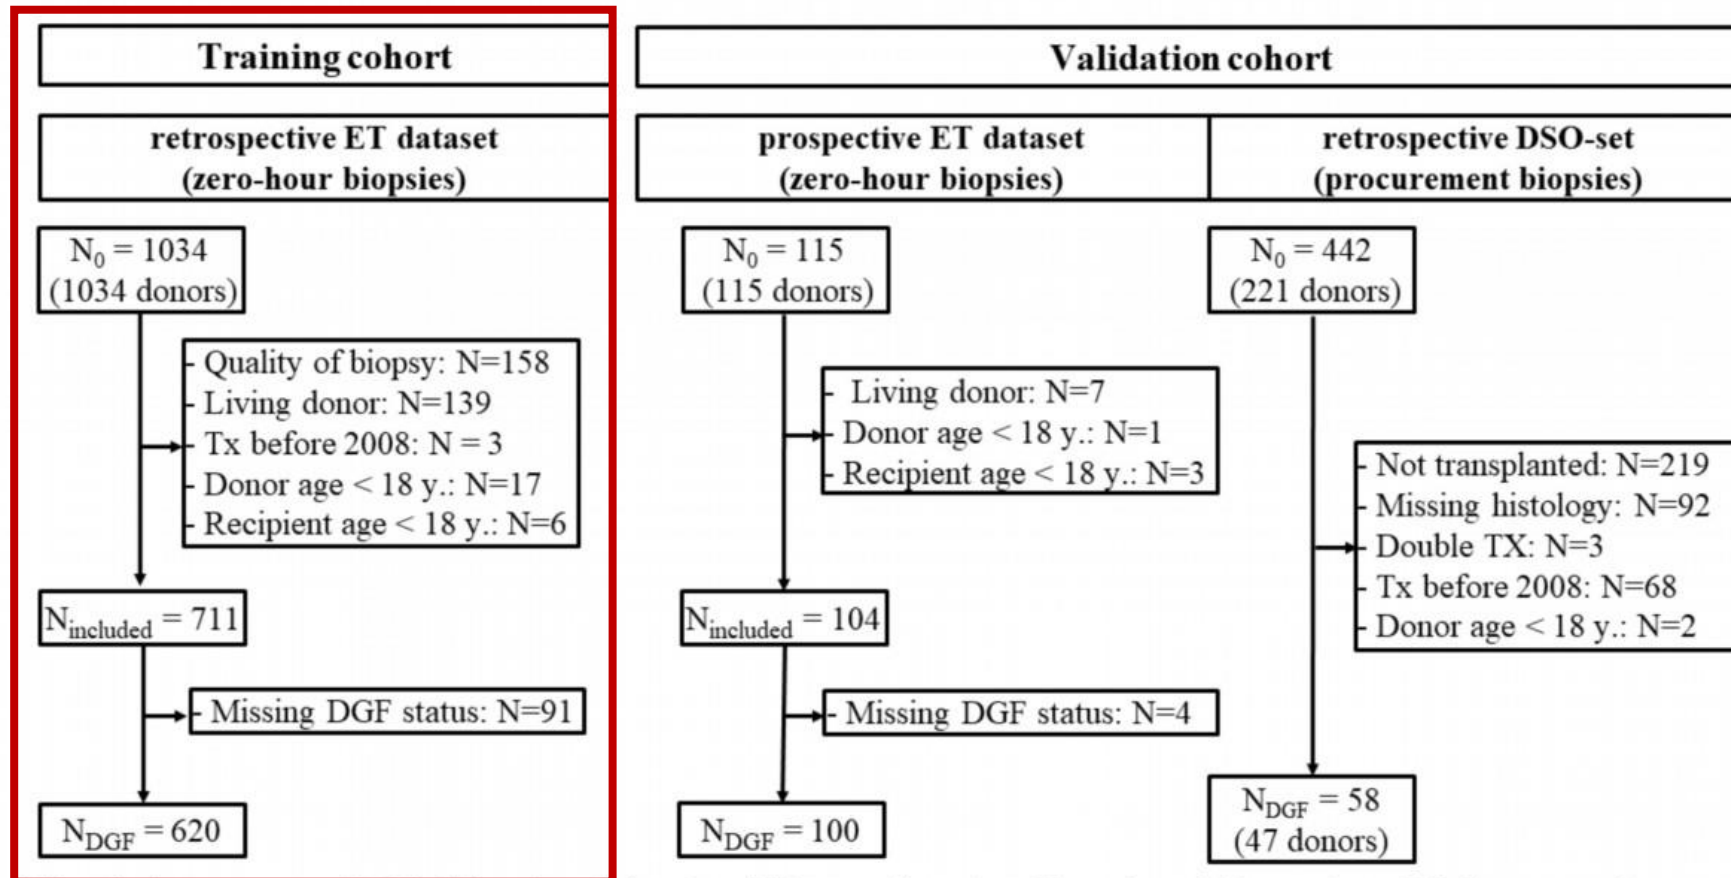 Training cohort
retrospective ET dataset
(zero-hour biopsies)
N0 = 1034
(1034 donors)
- Quality of biopsy: N=158
- Living donor: N=139
- Tx before 2008: N = 3
- Donor age < 18 y.: N=17
- Recipient age < 18 y.: N=6
Nincluded = 711
- Missing DGF status: N=91
NDGF = 620
Validation cohort
prospective ET dataset
(zero-hour biopsies)
N0 = 115
(115 donors)
- Living donor: N=7
- Donor age < 18 y.: N=1
- Recipient age < 18 y.: N=3
Nincluded = 104
- Missing DGF status: N=4
NDGF = 100
retrospective DSO-set
(procurement biopsies)
N0 = 442
(221 donors)
- Not transplanted: N=219
- Missing histology: N=92
- Double TX: N=3
- Tx before 2008: N=68
- Donor age < 18 y.: N=2
NDGF = 58
(47 donors)